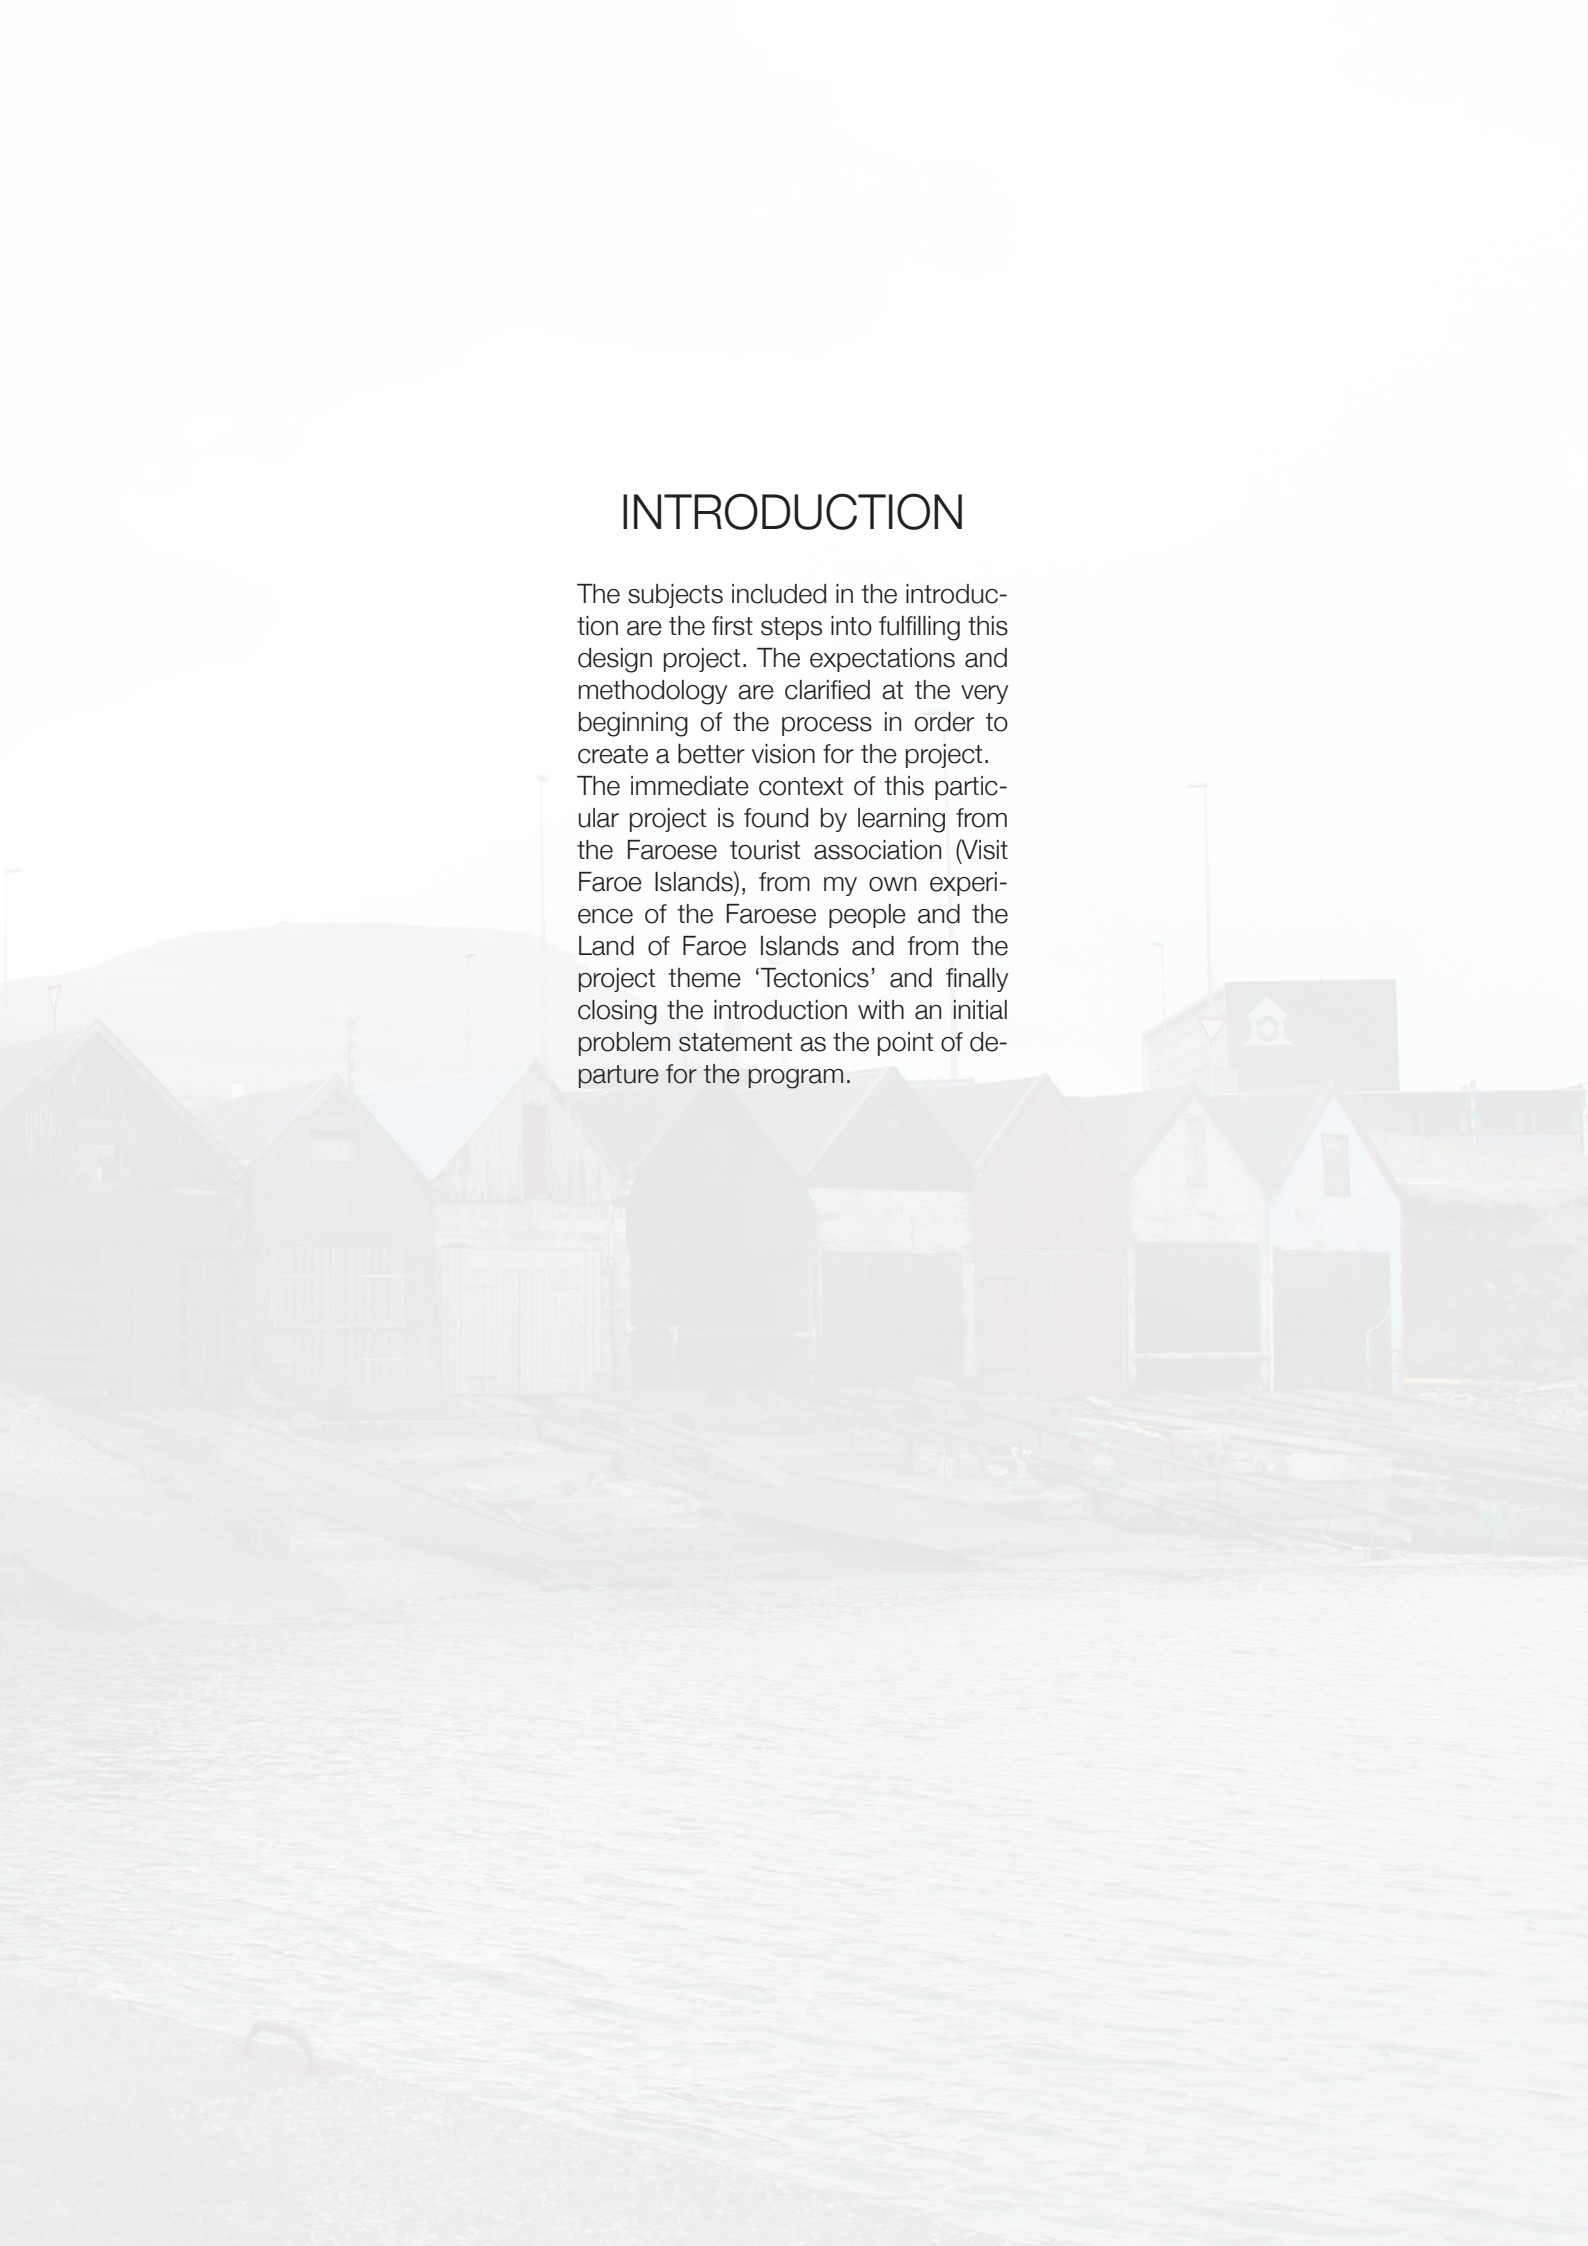 INTRODUCTION
The subjects included in the introduc-
tion are the first steps into fulfilling this
design project. The expectations and
methodology are clarified at the very
beginning of the process in order to
create a better vision for the project.
The immediate context of this partic-
ular project is found by learning from
the Faroese tourist association (Visit
Faroe Islands), from my own experi-
ence of the Faroese people and the
Land of Faroe Islands and from the
project theme ‘Tectonics’ and finally
closing the introduction with an initial
problem statement as the point of de-
parture for the program.